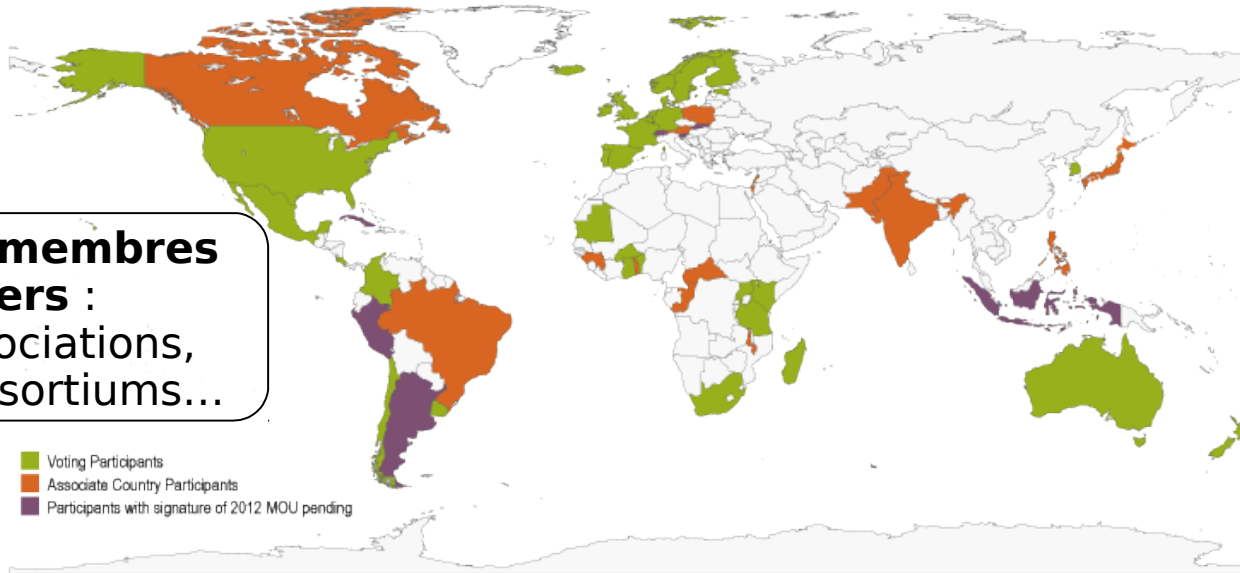 membres
ers :
ociations,
sortiums...
Voting Participants
Associate Country Participants
Participants with signature of 2012 MOU pending